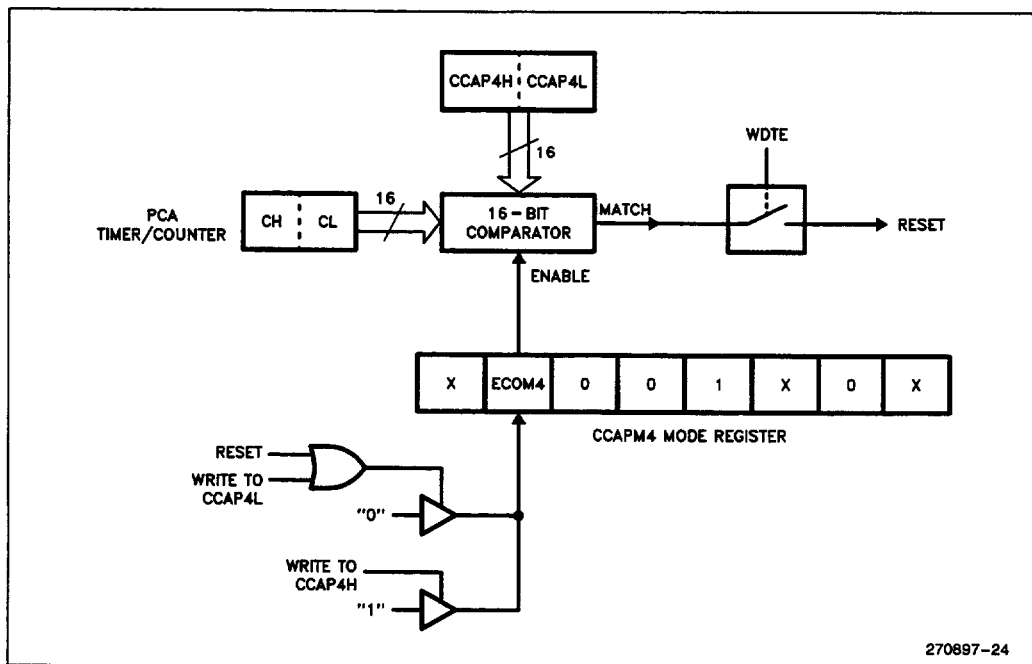 CCAP4H CCAP4L
16
WDTE
PCA
TIMER/COUNTER
CH CL
16
16-BIT
COMPARATOR
MATCH
RESET
ENABLE
X ECOM4 0 0 1 X 0 X
CCAPM4 MODE REGISTER
RESET
WRITE TO
CCAP4L
"0"
WRITE TO
CCAP4H
"1"
270897-24